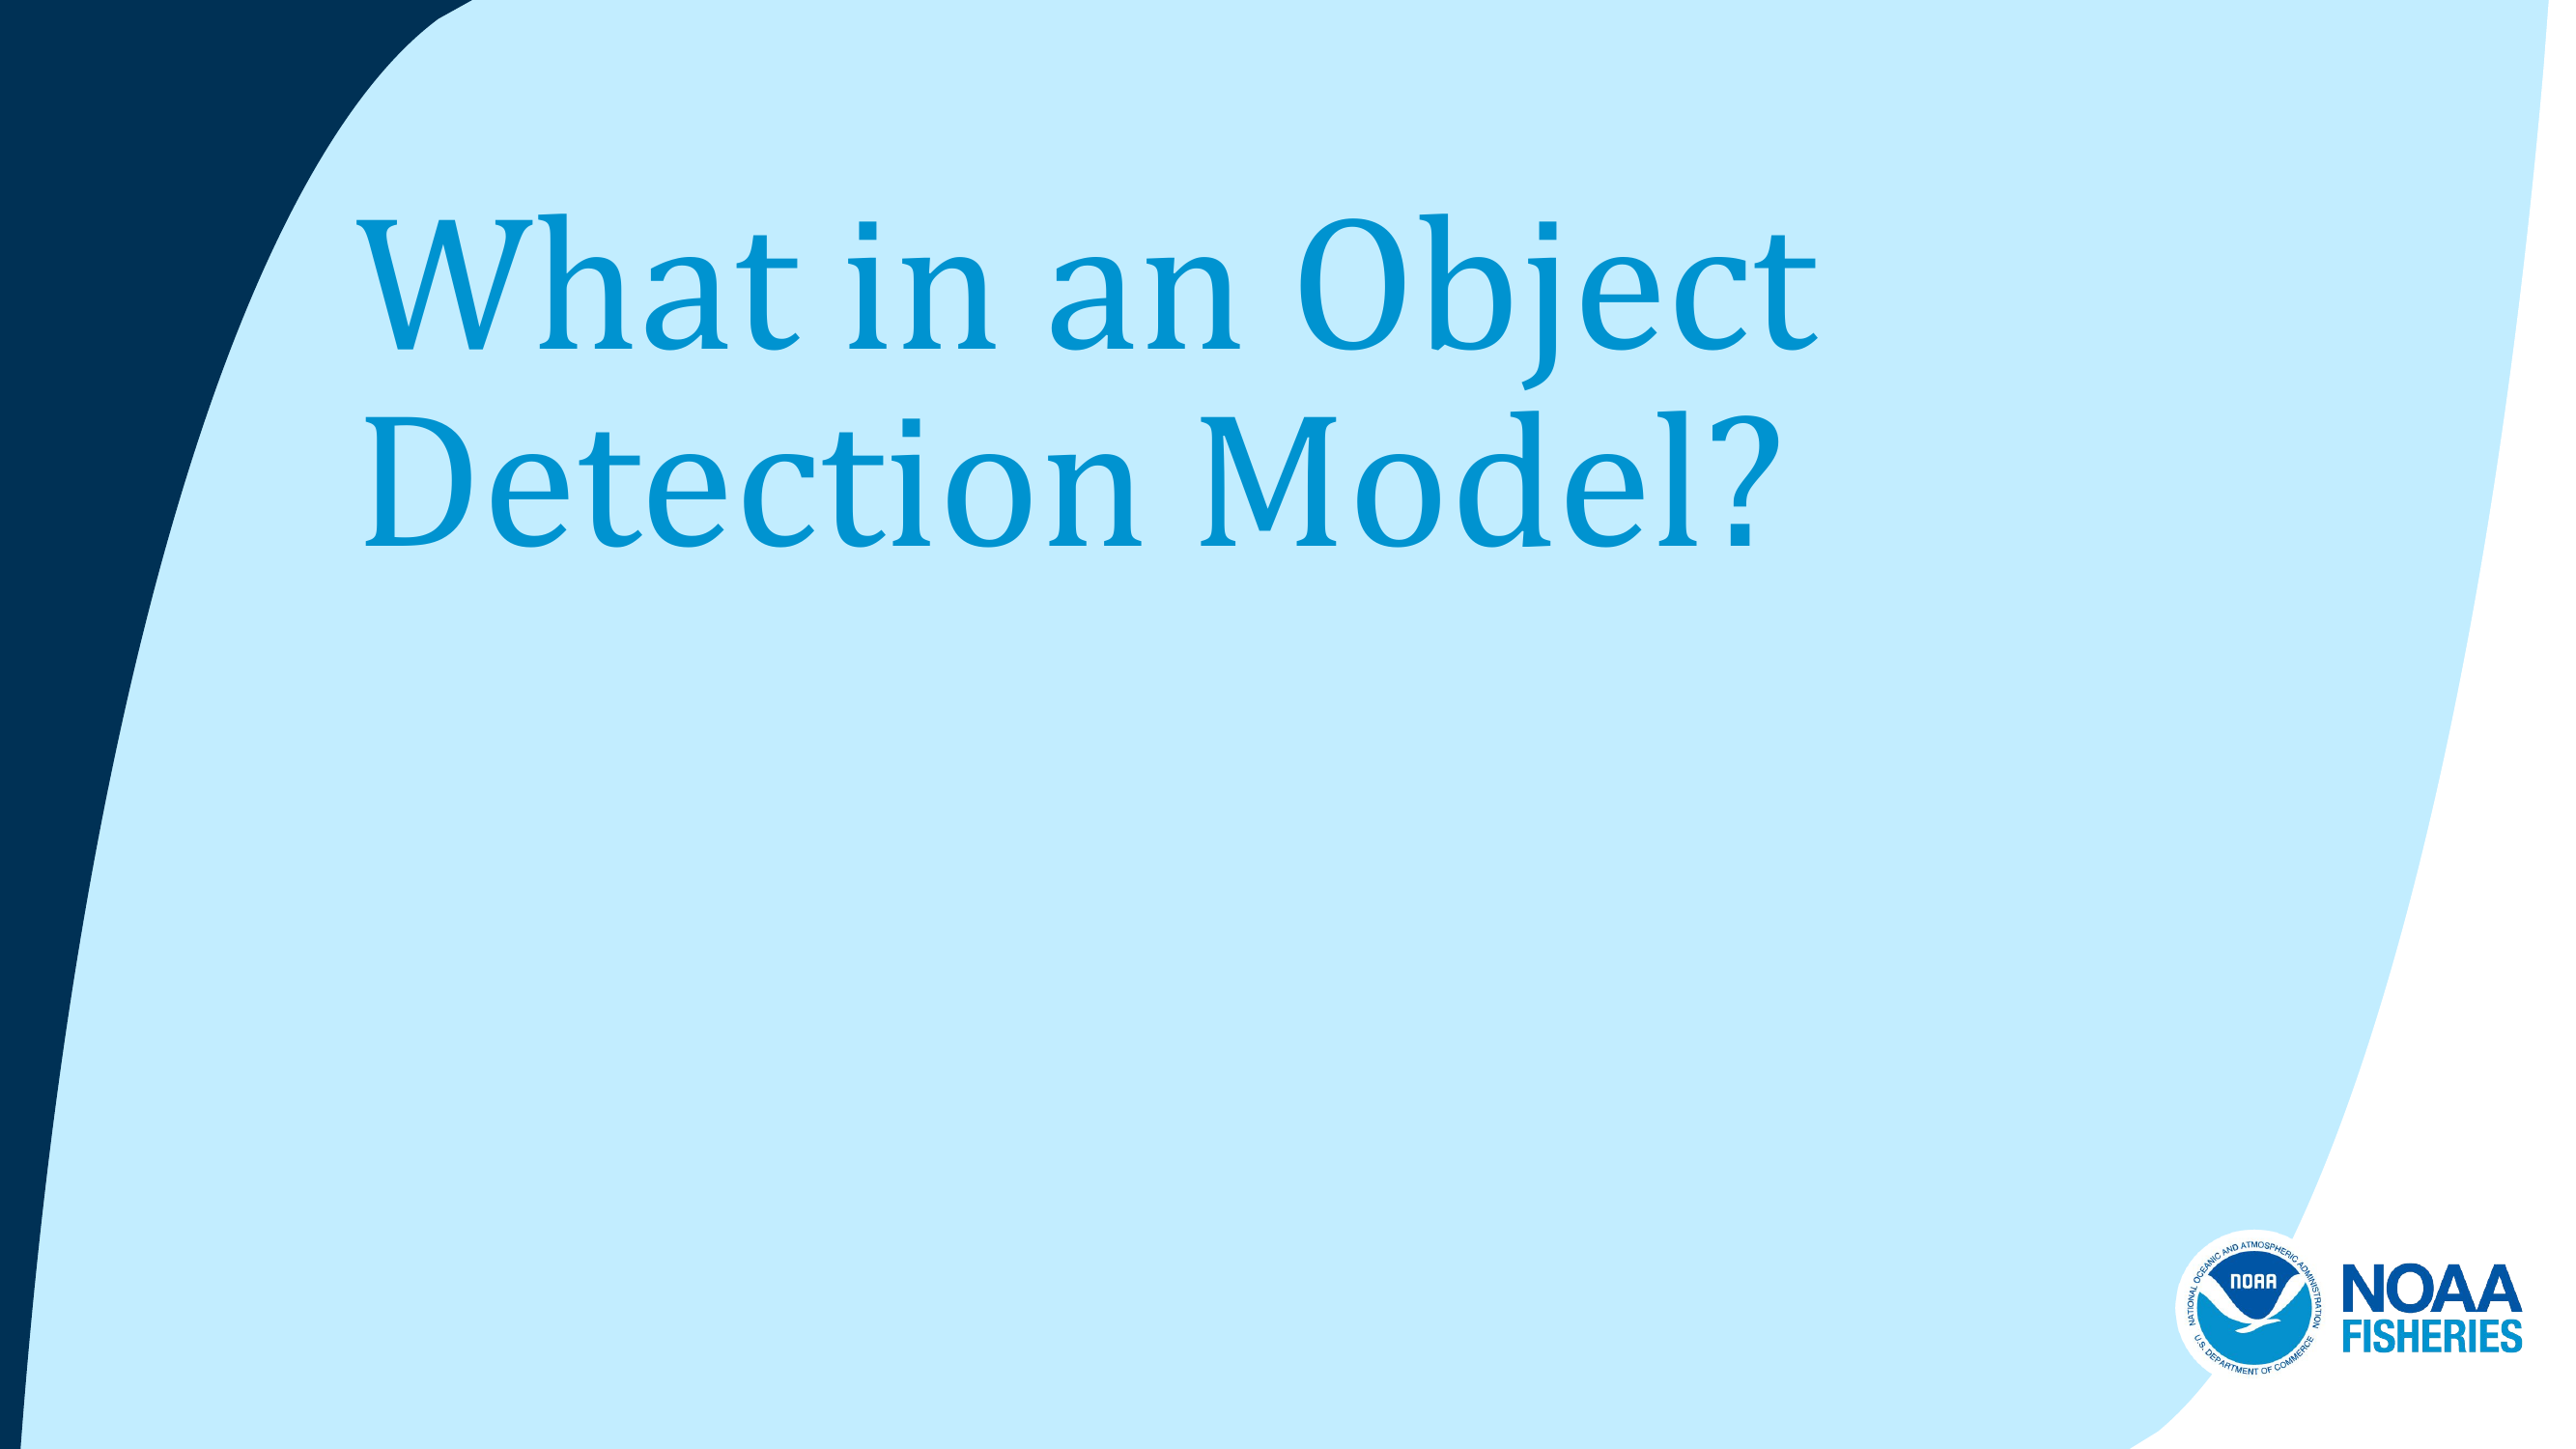 What in an Object
Detection Model?
NATIONAL OCEANIC AND ATMOSPHERIC ADMINISTRATION
U.S. DEPARTMENT OF COMMERCE
NOAA
NOAA
FISHERIES